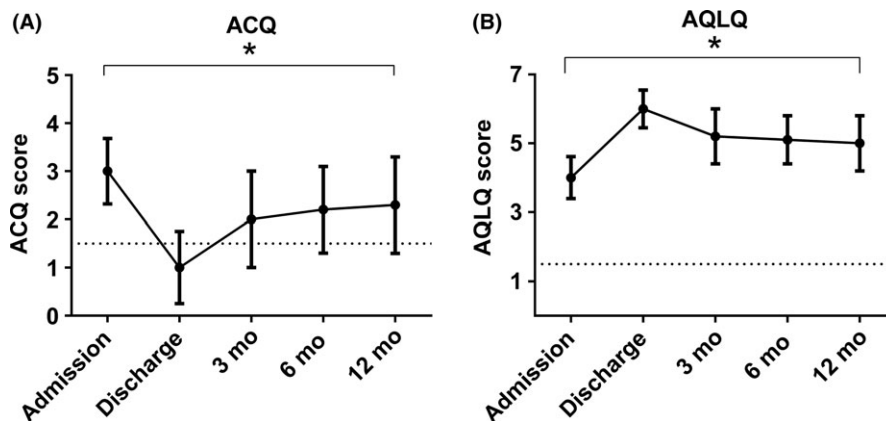 (A)
ACQ
*
5
4
3
2
1
0
ACQ score
Admission
Discharge
3 mo
6 mo
12 mo
(B)
AQLQ
*
7
5
3
1
AQLQ score
Admission
Discharge
3 mo
6 mo
12 mo